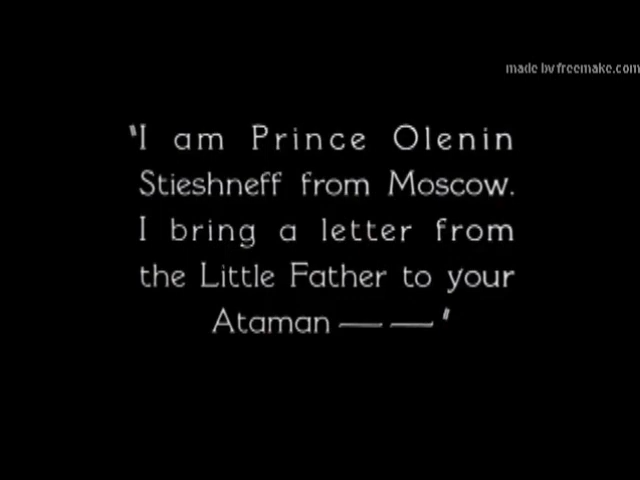 made by freemake.com
"I am Prince Olenin
Stieshneff from Moscow.
I bring a letter from
the Little Father to your
Ataman — — "